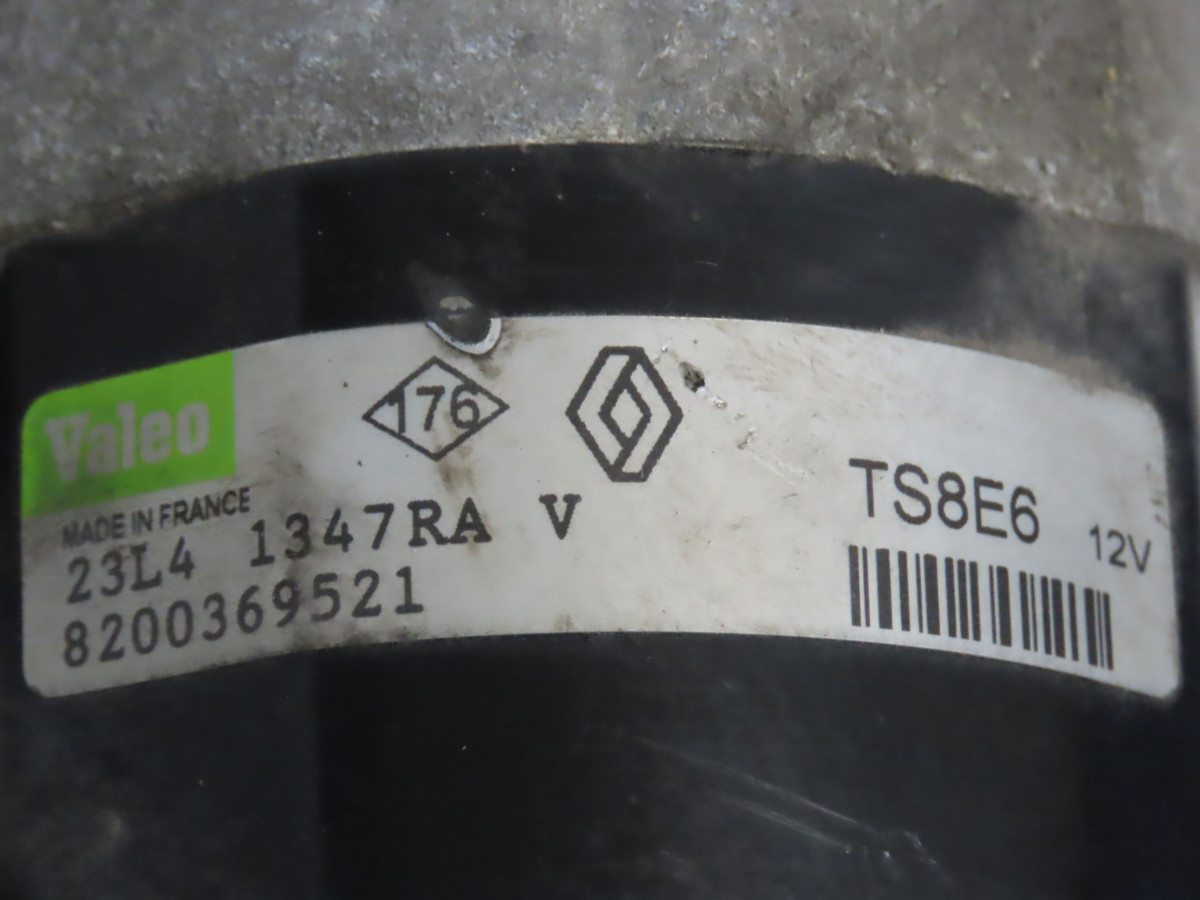 Valeo
176
MADE IN FRANCE
23L4 1347RA V
8200369521
TS8E6 12V